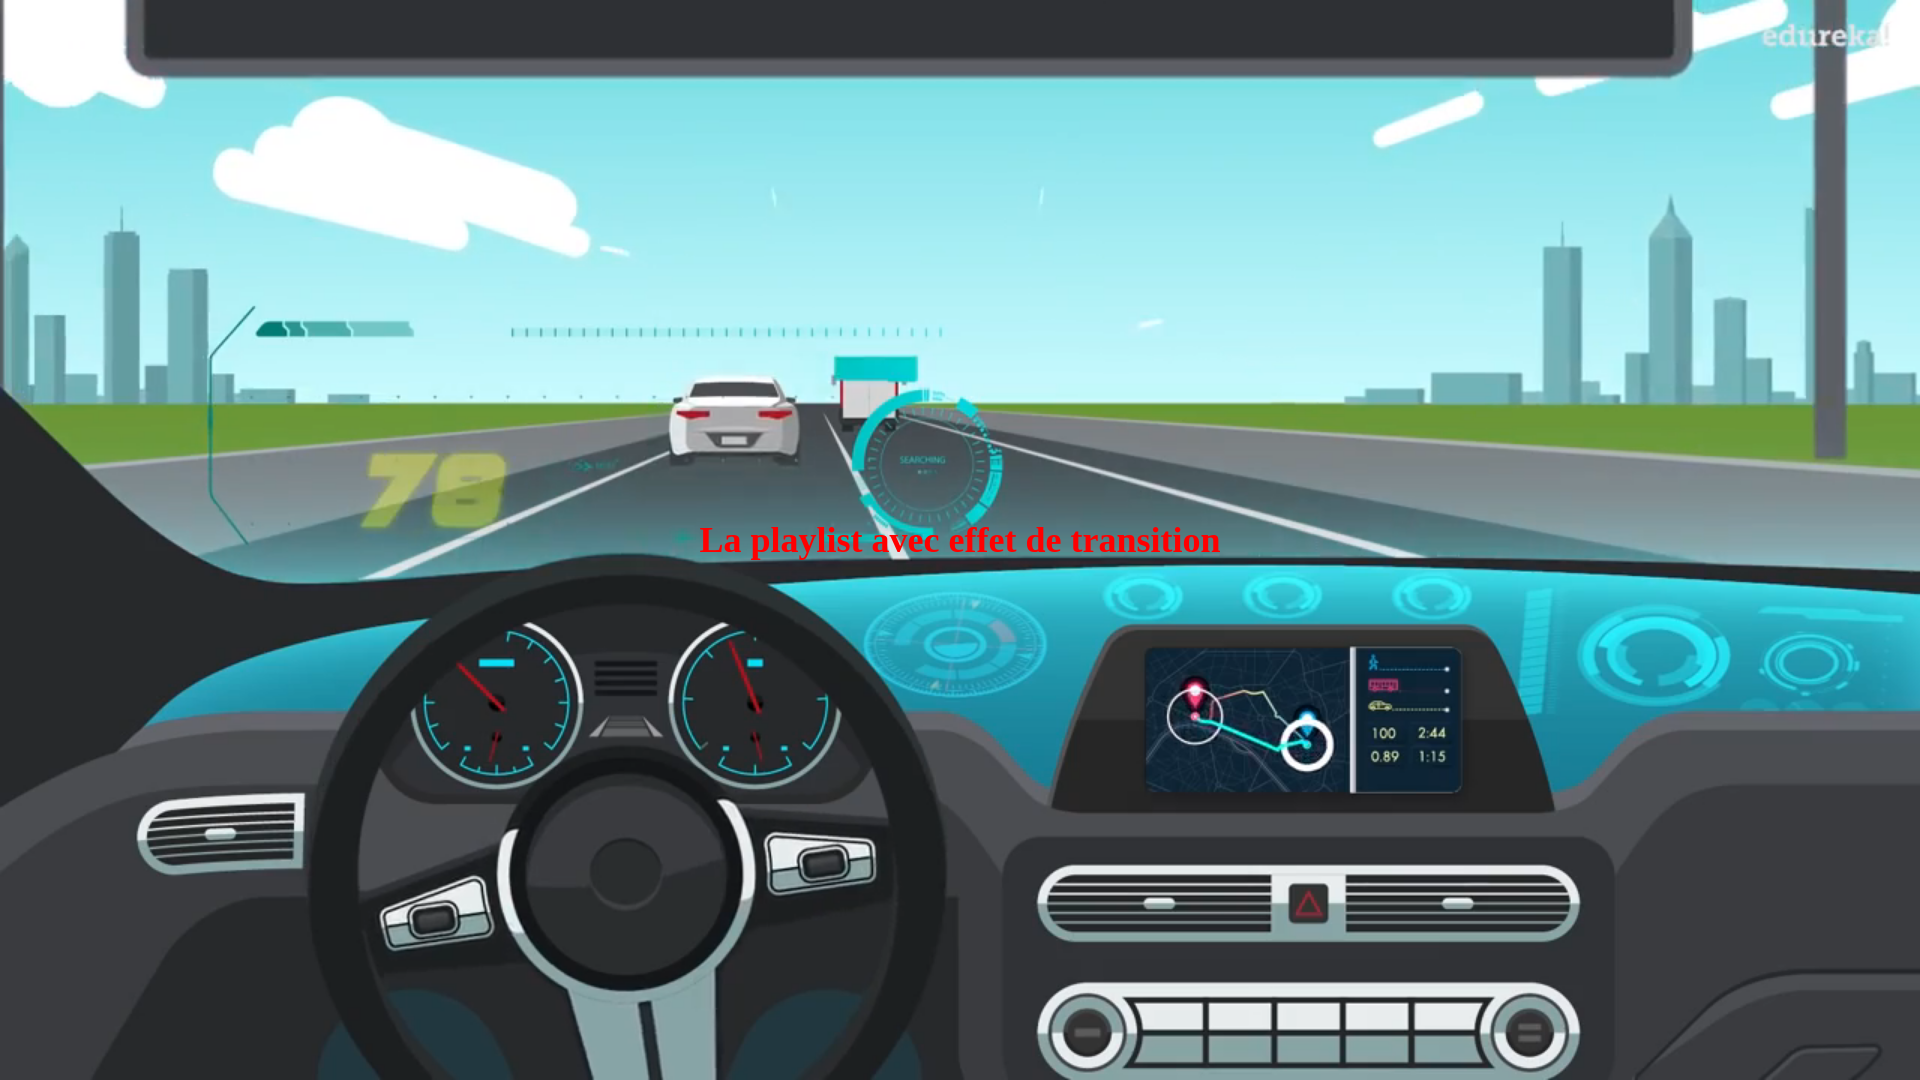 edureka!
78
SEARCHING
La playlist avec effet de transition
100 2:44
0.89 1:15